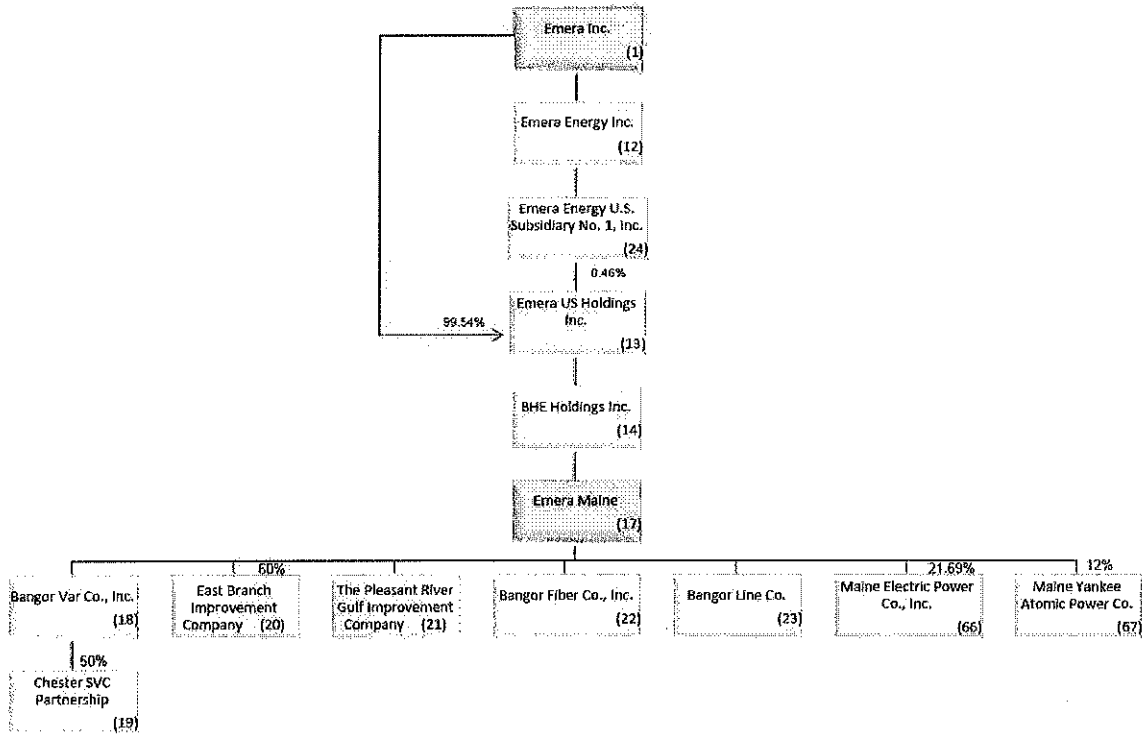 Emera Inc.
(1)
Emera Energy Inc.
(12)
Emera Energy U.S.
Subsidiary No. 1, Inc.
(24)
0.46%
Emera US Holdings
Inc.
(13)
99.54%
BHE Holdings Inc.
(14)
Emera Maine
(17)
60%
21.69%
12%
Bangor Var Co., Inc.
(18)
East Branch
Improvement
Company (20)
The Pleasant River
Gulf Improvement
Company (21)
Bangor Fiber Co., Inc.
(22)
Bangor Line Co.
(23)
Maine Electric Power
Co., Inc.
(66)
Maine Yankee
Atomic Power Co.
(67)
50%
Chester SVC
Partnership
(19)